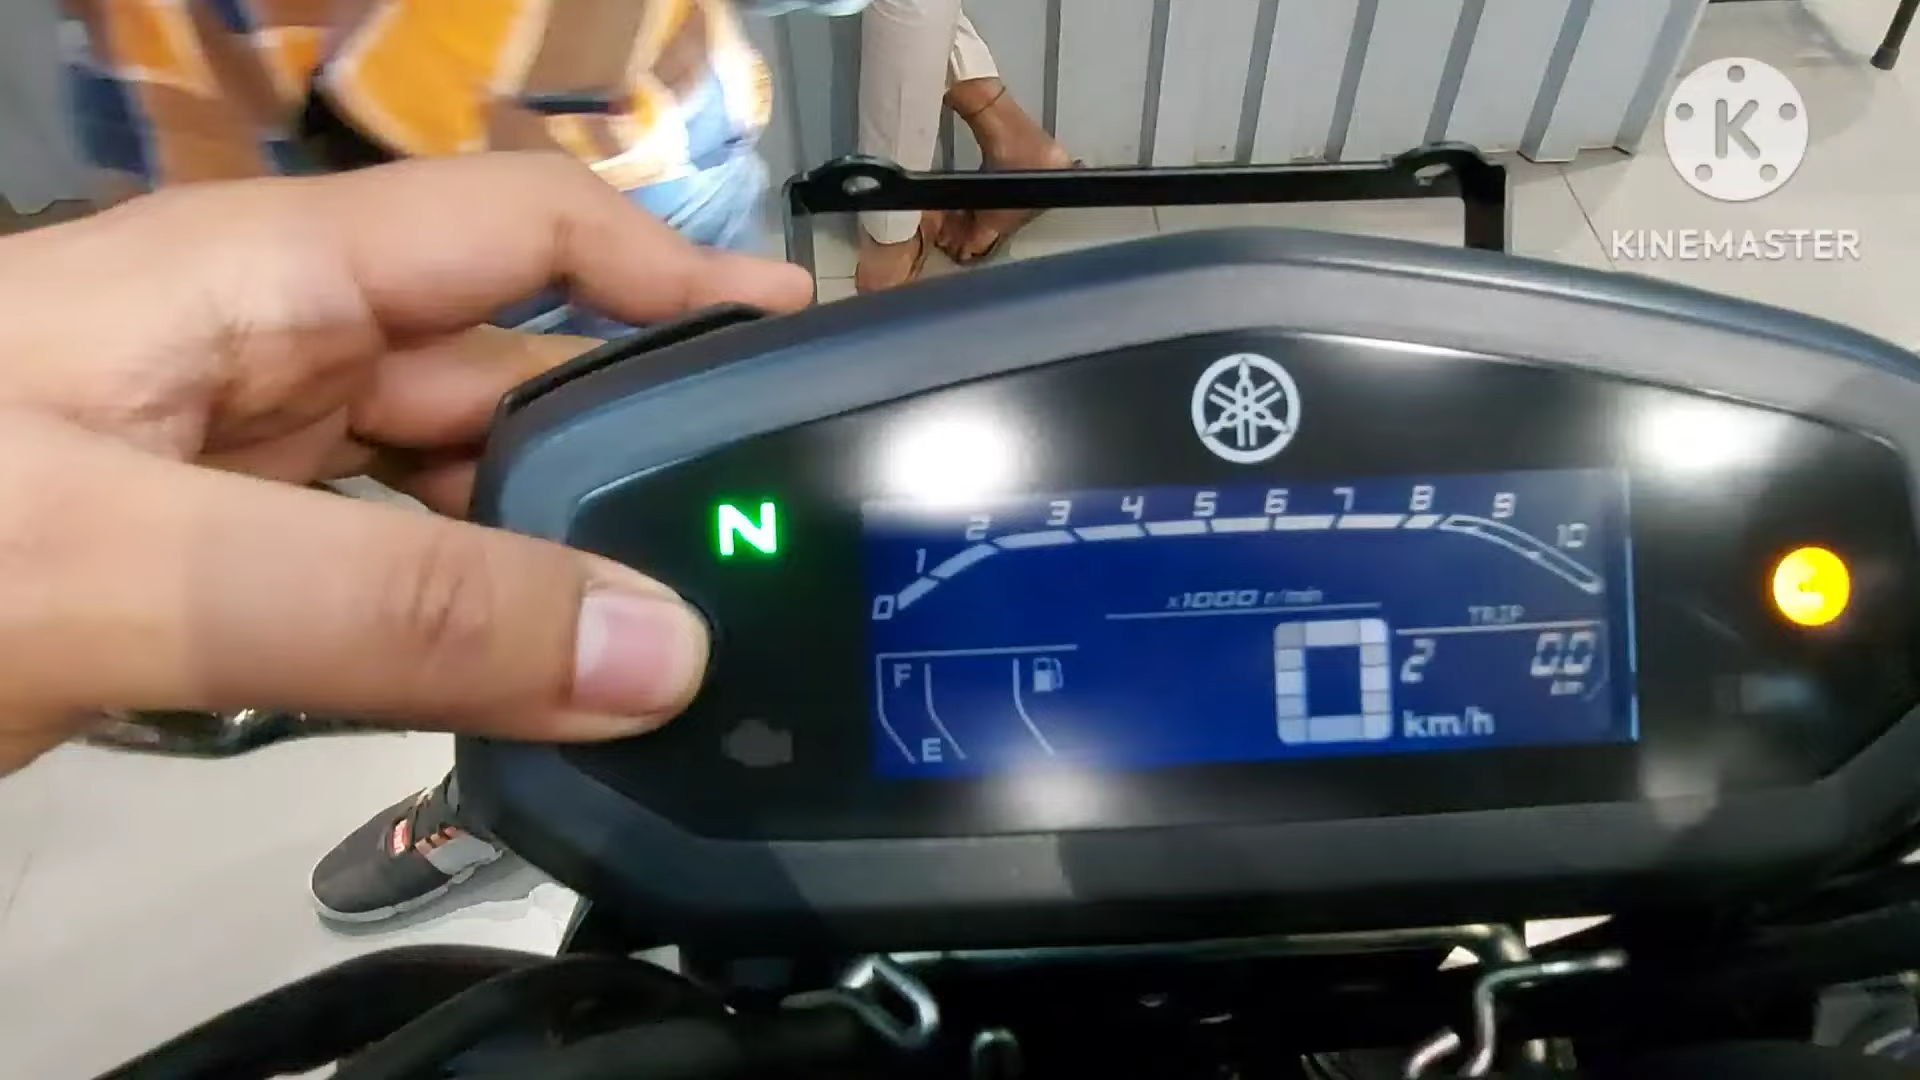 K
KINEMASTER
N
0 1 2 3 4 5 6 7 8 9 10
x1000 r/min
TRIP
2 0.0
km
F
E
0 km/h